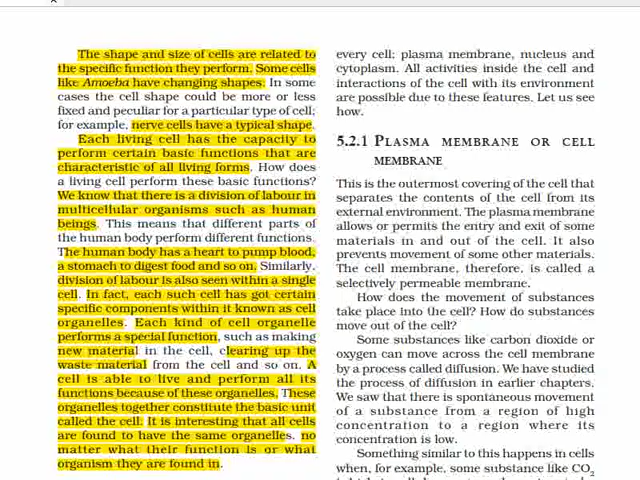 The shape and size of cells are related to
the specific function they perform. Some cells
like Amoeba have changing shapes. In some
cases the cell shape could be more or less
fixed and peculiar for a particular type of cell;
for example, nerve cells have a typical shape.
Each living cell has the capacity to
perform certain basic functions that are
characteristic of all living forms. How does
a living cell perform these basic functions?
We know that there is a division of labour in
multicellular organisms such as human
beings. This means that different parts of
the human body perform different functions.
The human body has a heart to pump blood,
a stomach to digest food and so on. Similarly,
division of labour is also seen within a single
cell. In fact, each such cell has got certain
specific components within it known as cell
organelles. Each kind of cell organelle
performs a special function, such as making
new material in the cell, clearing up the
waste material from the cell and so on. A
cell is able to live and perform all its
functions because of these organelles. These
organelles together constitute the basic unit
called the cell. It is interesting that all cells
are found to have the same organelles, no
matter what their function is or what
organism they are found in.
every cell; plasma membrane, nucleus and
cytoplasm. All activities inside the cell and
interactions of the cell with its environment
are possible due to these features. Let us see
how.
5.2.1 PLASMA MEMBRANE OR CELL
MEMBRANE
This is the outermost covering of the cell that
separates the contents of the cell from its
external environment. The plasma membrane
allows or permits the entry and exit of some
materials in and out of the cell. It also
prevents movement of some other materials.
The cell membrane, therefore, is called a
selectively permeable membrane.
How does the movement of substances
take place into the cell? How do substances
move out of the cell?
Some substances like carbon dioxide or
oxygen can move across the cell membrane
by a process called diffusion. We have studied
the process of diffusion in earlier chapters.
We saw that there is spontaneous movement
of a substance from a region of high
concentration to a region where its
concentration is low.
Something similar to this happens in cells
when, for example, some substance like CO₂